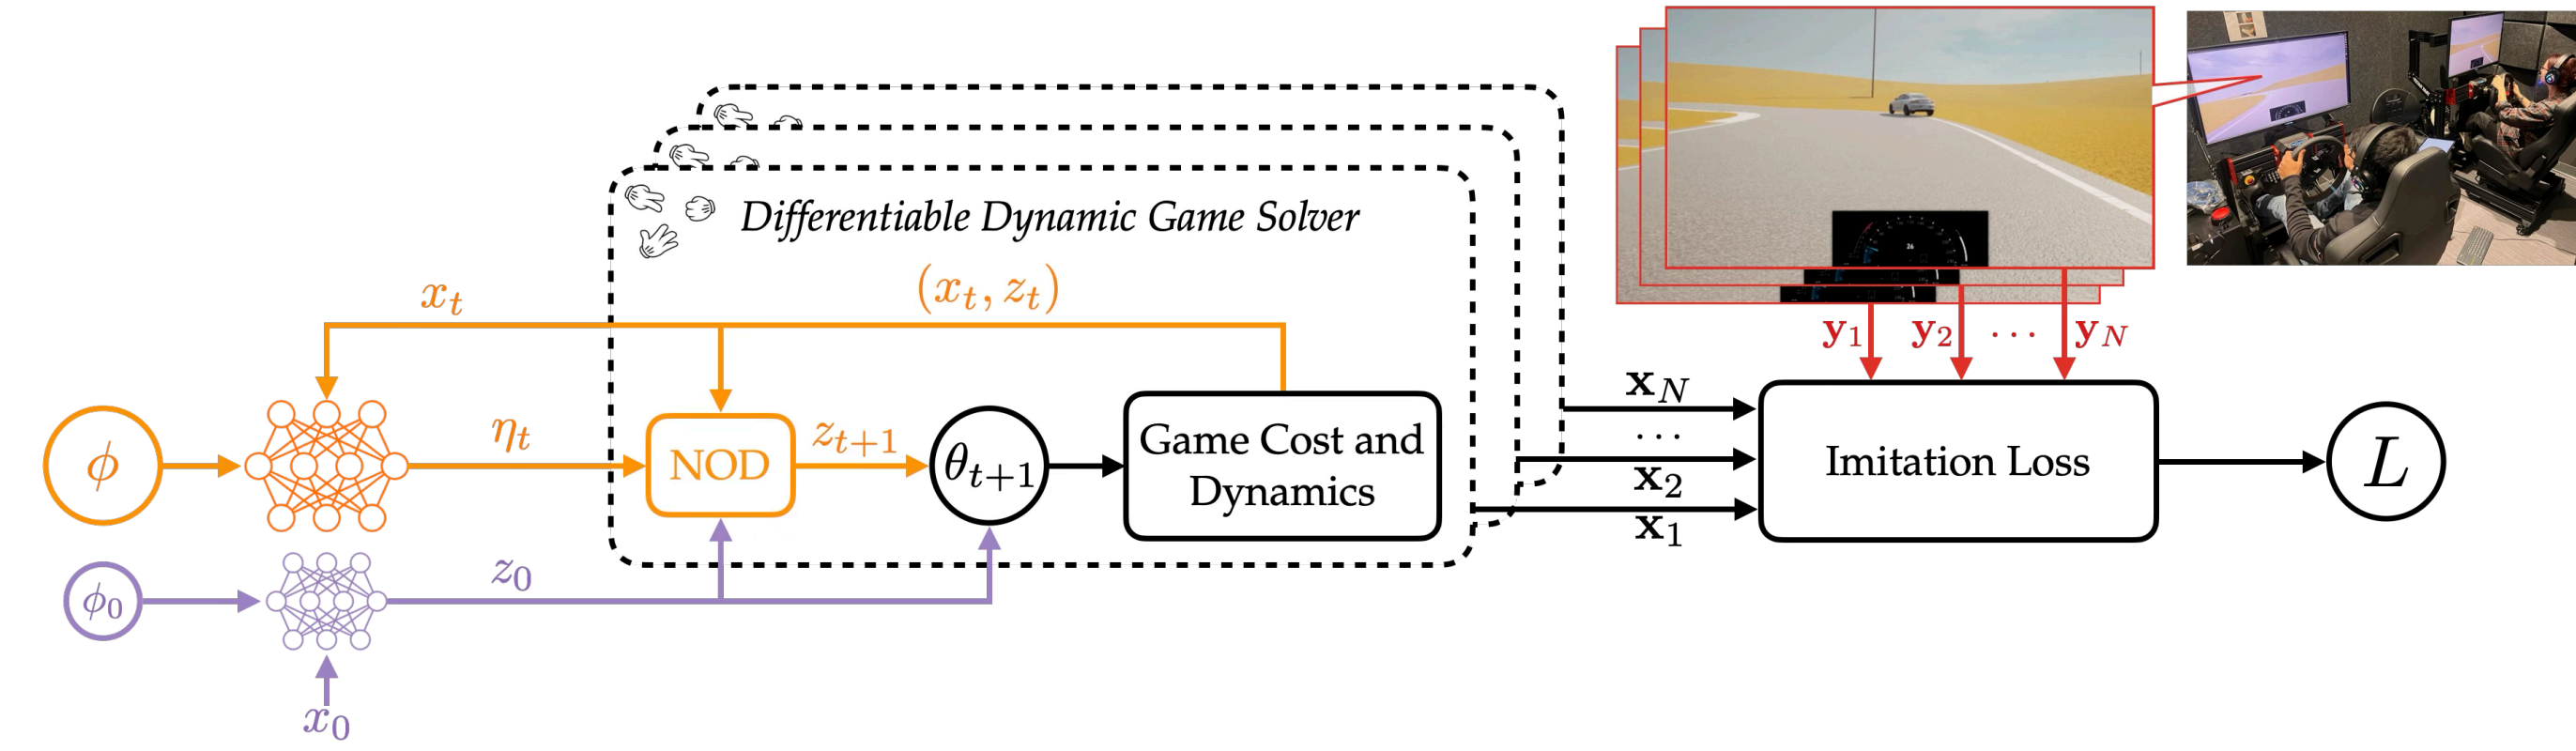 Differentiable Dynamic Game Solver
x_t
(x_t, z_t)
y_1 y_2 ... y_N
ϕ
η_t
NOD
z_{t+1}
θ_{t+1}
Game Cost and
Dynamics
x_N
...
x_2
x_1
Imitation Loss
L
ϕ_0
z_0
x_0
26